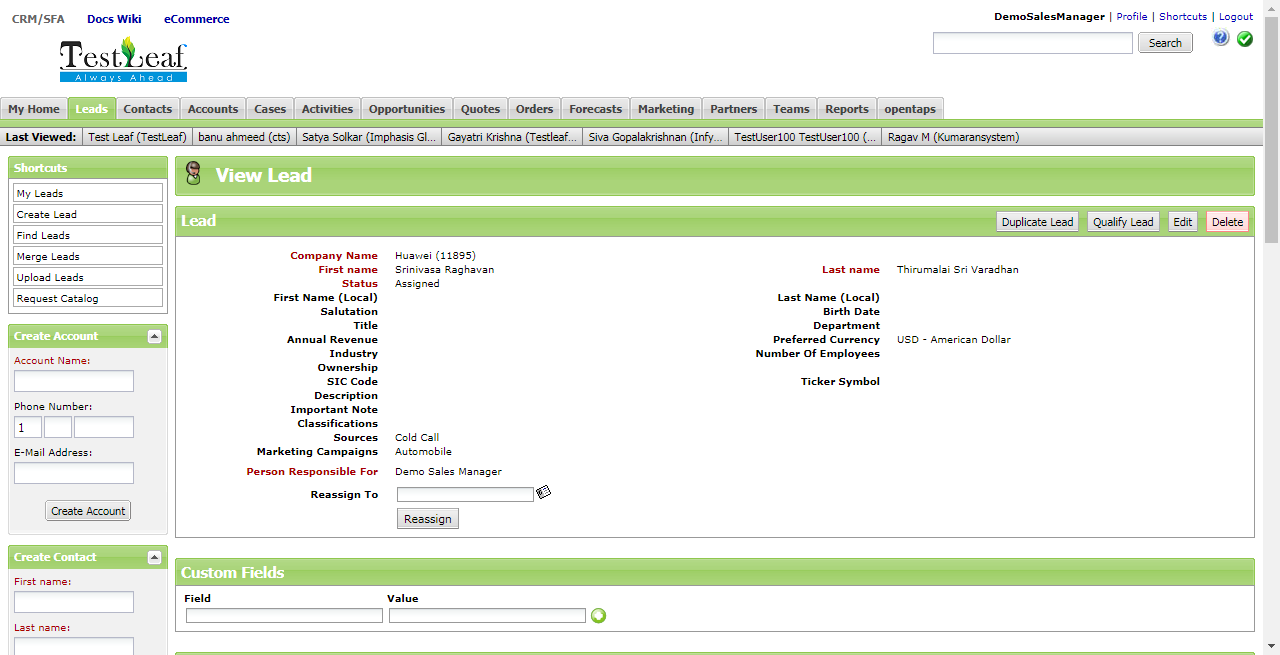 CRM/SFA Docs Wiki eCommerce
DemoSalesManager | Profile | Shortcuts | Logout
TestLeaf
Always Ahead
Search
My Home Leads Contacts Accounts Cases Activities Opportunities Quotes Orders Forecasts Marketing Partners Teams Reports opentaps
Last Viewed: Test Leaf (TestLeaf) banu ahmeed (cts) Satya Solkar (Imphasis Gl... Gayatri Krishna (Testleaf... Siva Gopalakrishnan (Infy... TestUser100 TestUser100 (... Ragav M (Kumaransystem)
Shortcuts
My Leads
Create Lead
Find Leads
Merge Leads
Upload Leads
Request Catalog
Create Account
Account Name:
Phone Number:
1
E-Mail Address:
Create Account
Create Contact
First name:
Last name:
View Lead
Lead
Duplicate Lead Qualify Lead Edit Delete
Company Name Huawei (11895)
First name Srinivasa Raghavan Last name Thirumalai Sri Varadhan
Status Assigned
First Name (Local) Last Name (Local)
Salutation Birth Date
Title Department
Annual Revenue Preferred Currency USD - American Dollar
Industry Number Of Employees
Ownership
SIC Code Ticker Symbol
Description
Important Note
Classifications
Sources Cold Call
Marketing Campaigns Automobile
Person Responsible For Demo Sales Manager
Reassign To
Reassign
Custom Fields
Field Value